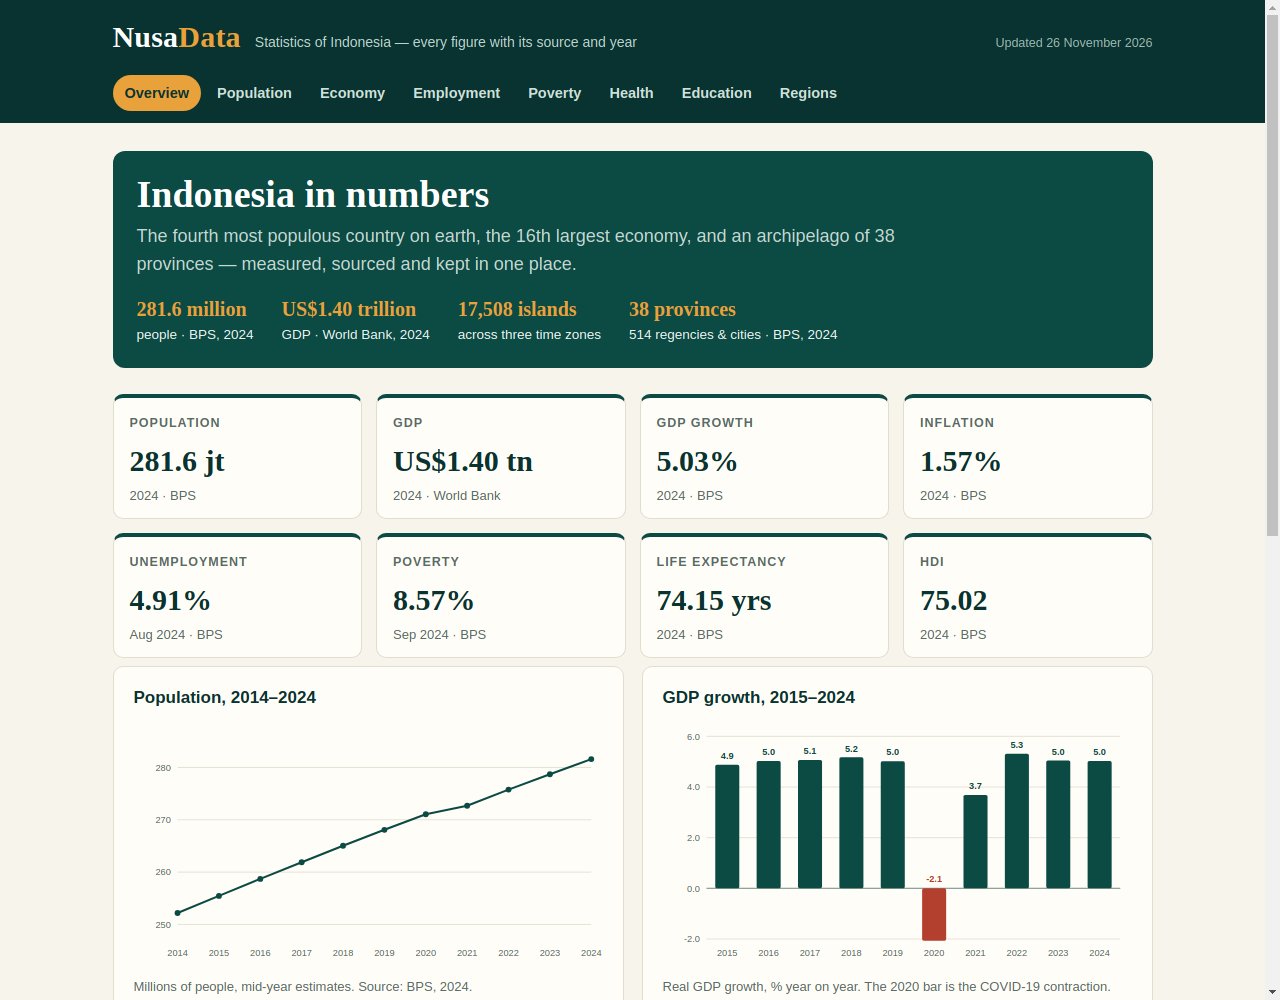 NusaData Statistics of Indonesia — every figure with its source and year Updated 26 November 2026
Overview Population Economy Employment Poverty Health Education Regions
Indonesia in numbers
The fourth most populous country on earth, the 16th largest economy, and an archipelago of 38
provinces — measured, sourced and kept in one place.
281.6 million US$1.40 trillion 17,508 islands 38 provinces
people · BPS, 2024 GDP · World Bank, 2024 across three time zones 514 regencies & cities · BPS, 2024
POPULATION GDP GDP GROWTH INFLATION
281.6 jt US$1.40 tn 5.03% 1.57%
2024 · BPS 2024 · World Bank 2024 · BPS 2024 · BPS
UNEMPLOYMENT POVERTY LIFE EXPECTANCY HDI
4.91% 8.57% 74.15 yrs 75.02
Aug 2024 · BPS Sep 2024 · BPS 2024 · BPS 2024 · BPS
Population, 2014–2024
280
270
260
250
2014 2015 2016 2017 2018 2019 2020 2021 2022 2023 2024
Millions of people, mid-year estimates. Source: BPS, 2024.
GDP growth, 2015–2024
6.0
4.0
2.0
0.0
-2.0
4.9 5.0 5.1 5.2 5.0 -2.1 3.7 5.3 5.0 5.0
2015 2016 2017 2018 2019 2020 2021 2022 2023 2024
Real GDP growth, % year on year. The 2020 bar is the COVID-19 contraction.